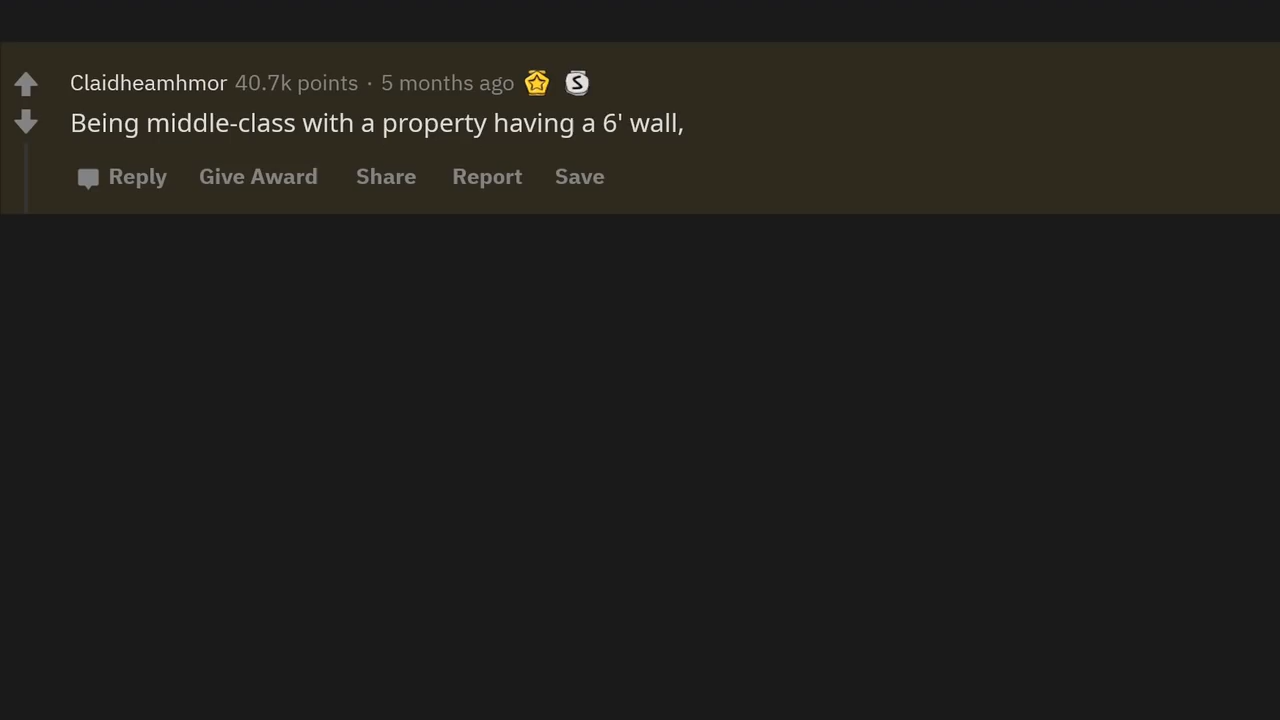 Claidheamhmor 40.7k points · 5 months ago
Being middle-class with a property having a 6' wall,
Reply Give Award Share Report Save